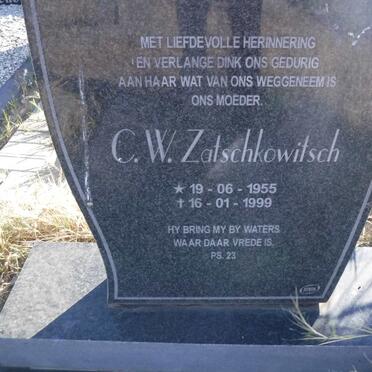 MET LIEFDEVOLLE HERINNERING
EN VERLANGE DINK ONS GEDURIG
AAN HAAR WAT VAN ONS WEGGENEEM IS
ONS MOEDER.
C. W. Zatschkowitsch
★ 19 - 06 - 1955
✝ 16 - 01 - 1999
HY BRING MY BY WATERS
WAAR DAAR VREDE IS.
PS. 23